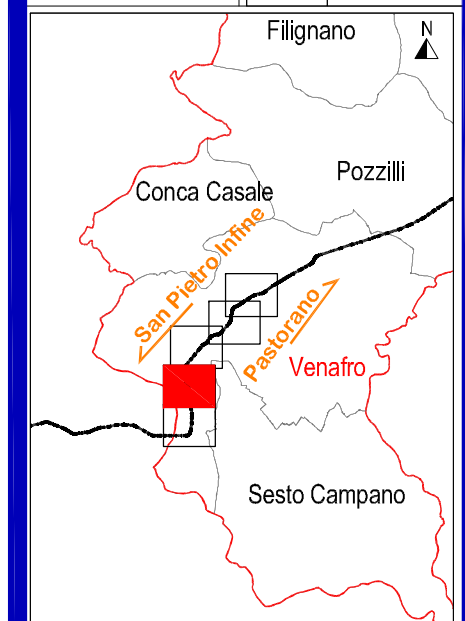 Filignano
N
Pozzilli
Conca Casale
San Pietro Infine
Pastorano
Venafro
Sesto Campano